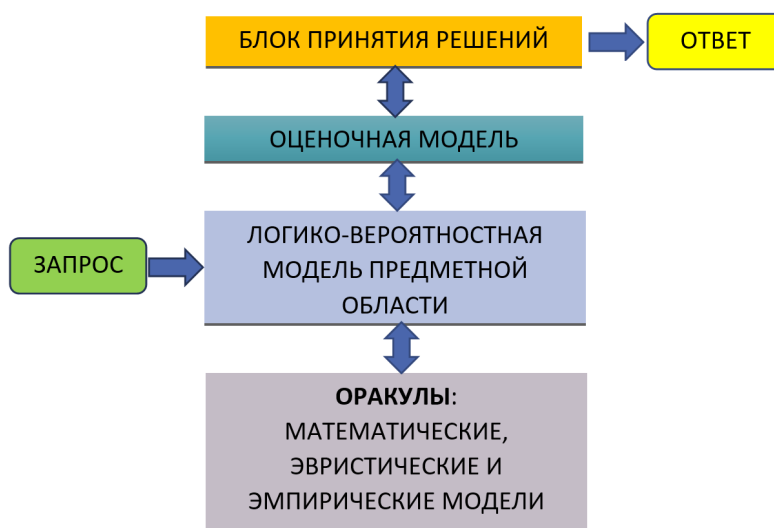 БЛОК ПРИНЯТИЯ РЕШЕНИЙ
ОТВЕТ
ОЦЕНОЧНАЯ МОДЕЛЬ
ЗАПРОС
ЛОГИКО-ВЕРОЯТНОСТНАЯ
МОДЕЛЬ ПРЕДМЕТНОЙ
ОБЛАСТИ
ОРАКУЛЫ:
МАТЕМАТИЧЕСКИЕ,
ЭВРИСТИЧЕСКИЕ И
ЭМПИРИЧЕСКИЕ МОДЕЛИ